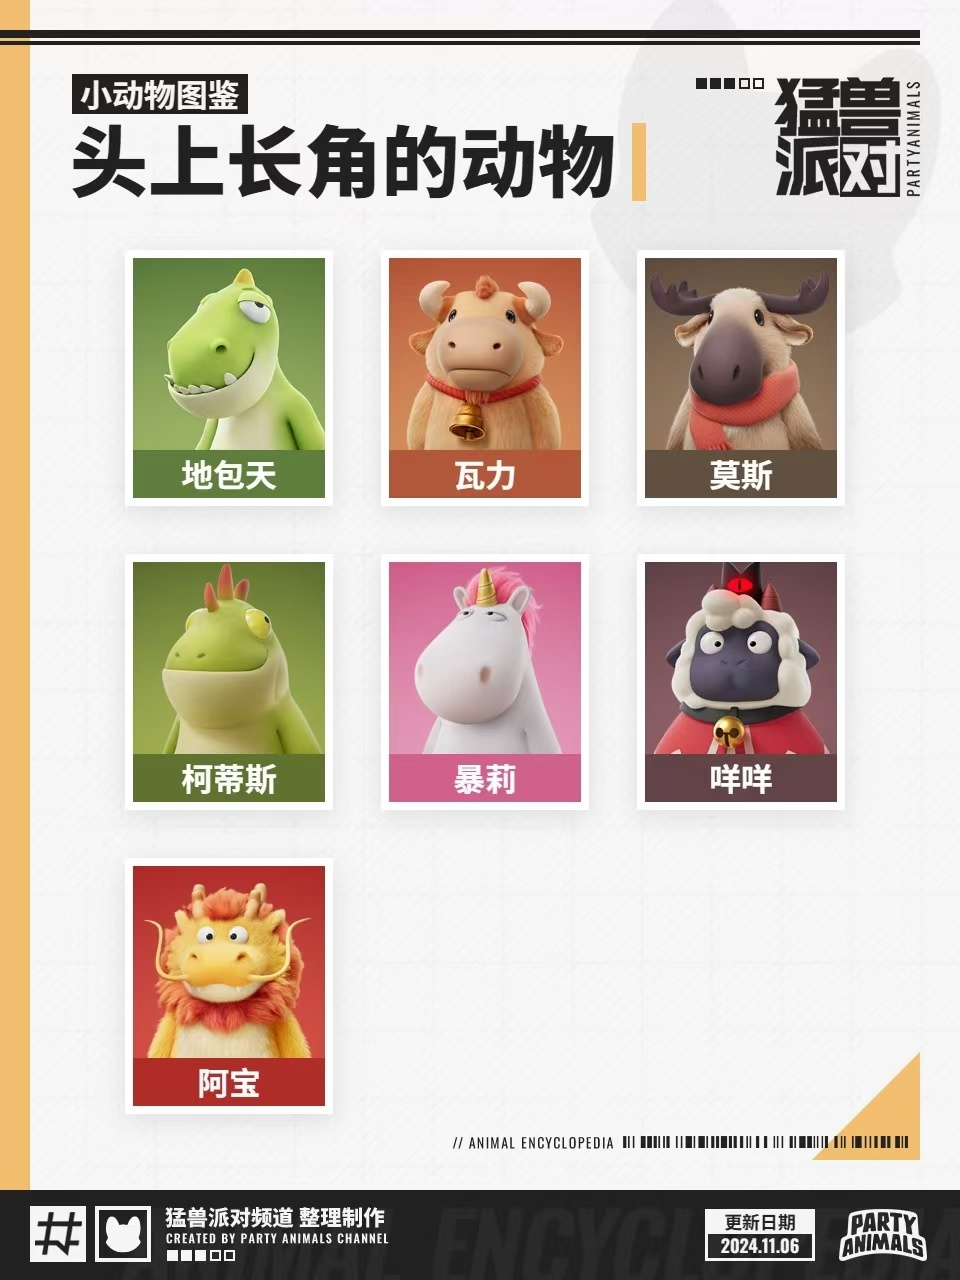 小动物图鉴
头上长角的动物
猛兽
派对
PARTYANIMALS
地包天
瓦力
莫斯
柯蒂斯
暴莉
咩咩
阿宝
// ANIMAL ENCYCLOPEDIA
猛兽派对频道 整理制作
CREATED BY PARTY ANIMALS CHANNEL
更新日期
2024.11.06
PARTY
ANIMALS